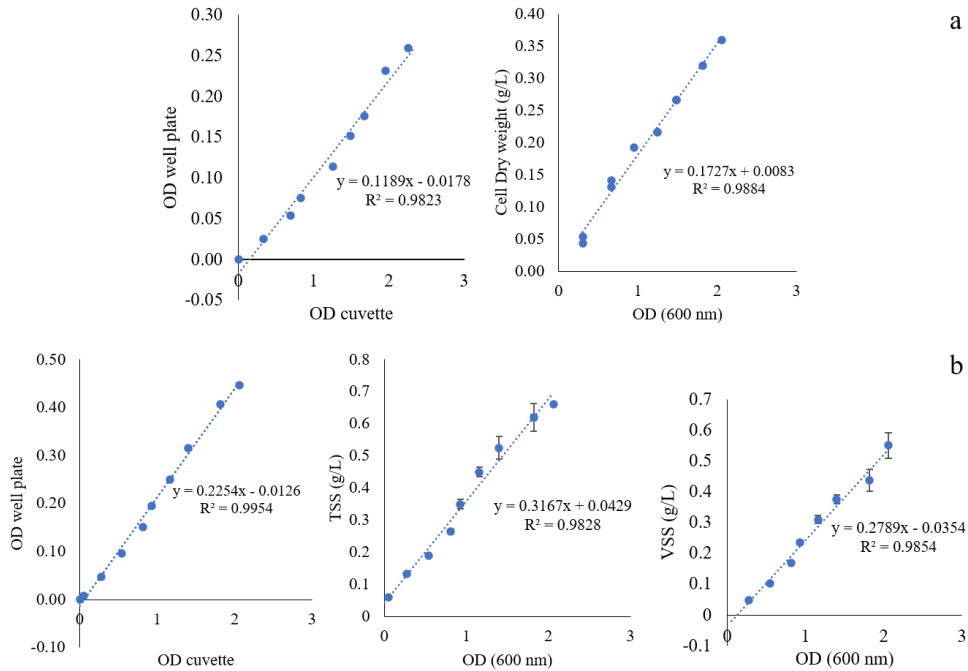 a
0.30
0.25
0.20
0.15
0.10
0.05
0.00
-0.05
OD well plate
y = 0.1189x - 0.0178
R² = 0.9823
0 1 2 3
OD cuvette
0.40
0.35
0.30
0.25
0.20
0.15
0.10
0.05
0.00
Cell Dry weight (g/L)
y = 0.1727x + 0.0083
R² = 0.9884
0 1 2 3
OD (600 nm)
b
0.50
0.40
0.30
0.20
0.10
0.00
-0.10
OD well plate
y = 0.2254x - 0.0126
R² = 0.9954
0 1 2 3
OD cuvette
0.8
0.7
0.6
0.5
0.4
0.3
0.2
0.1
0
TSS (g/L)
y = 0.3167x + 0.0429
R² = 0.9828
0 1 2 3
OD (600 nm)
0.7
0.6
0.5
0.4
0.3
0.2
0.1
0
-0.1
VSS (g/L)
y = 0.2789x - 0.0354
R² = 0.9854
0 1 2 3
OD (600 nm)